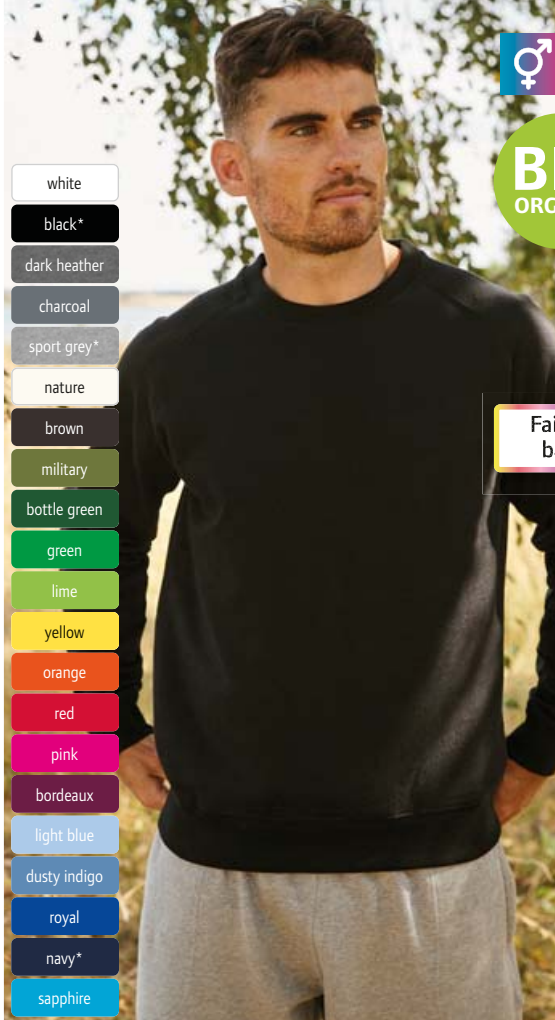 white
black*
dark heather
charcoal
sport grey*
nature
brown
military
bottle green
green
lime
yellow
orange
red
pink
bordeaux
light blue
dusty indigo
royal
navy*
sapphire